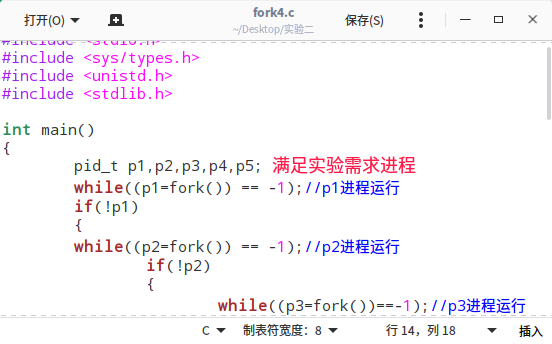 打开(O)
fork4.c
~/Desktop/实验二
保存(S)
#include <stdio.h>
#include <sys/types.h>
#include <unistd.h>
#include <stdlib.h>
int main()
{
pid_t p1,p2,p3,p4,p5; 满足实验需求进程
while((p1=fork()) == -1);//p1进程运行
if(!p1)
{
while((p2=fork()) == -1);//p2进程运行
if(!p2)
{
while((p3=fork())==-1);//p3进程运行
C 制表符宽度：8 行 14，列 18 插入